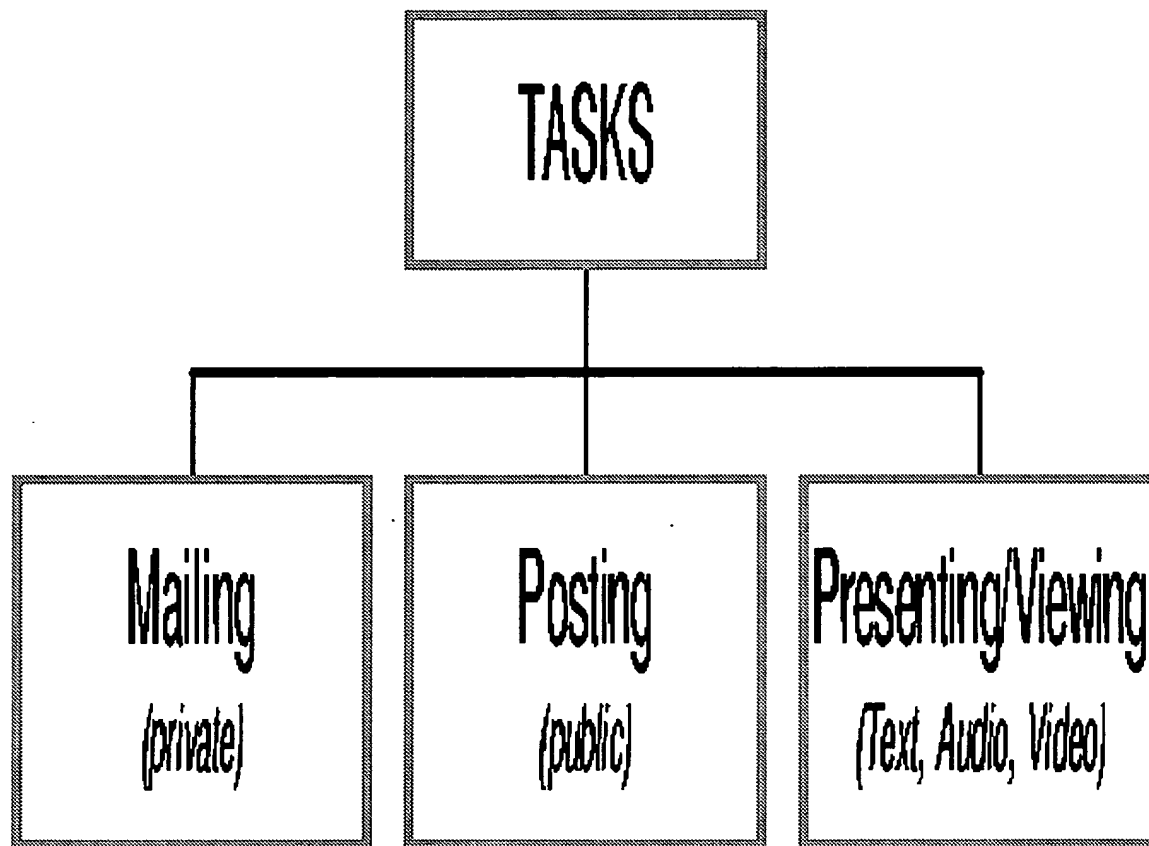 TASKS
Mailing
(private)
Posting
(public)
Presenting/Viewing
(Text, Audio, Video)